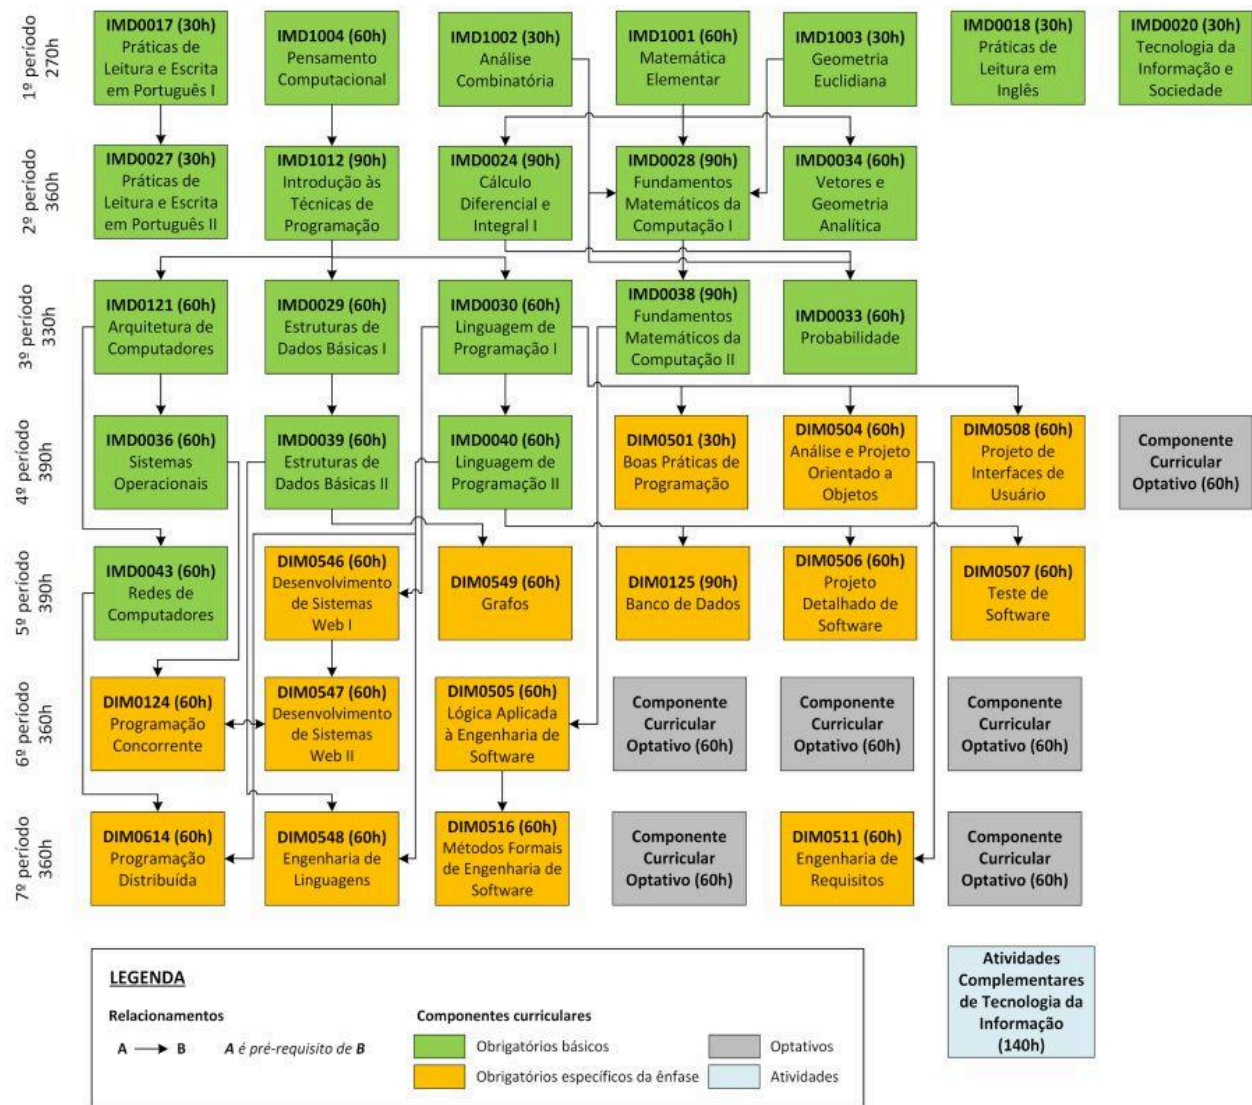 1º período
270h
IMD0017 (30h)
Práticas de
Leitura e Escrita
em Português I
IMD1004 (60h)
Pensamento
Computacional
IMD1002 (30h)
Análise
Combinatória
IMD1001 (60h)
Matemática
Elementar
IMD1003 (30h)
Geometria
Euclidiana
IMD0018 (30h)
Práticas de
Leitura em
Inglês
IMD0020 (30h)
Tecnologia da
Informação e
Sociedade
2º período
360h
IMD0027 (30h)
Práticas de
Leitura e Escrita
em Português II
IMD1012 (90h)
Introdução às
Técnicas de
Programação
IMD0024 (90h)
Cálculo
Diferencial e
Integral I
IMD0028 (90h)
Fundamentos
Matemáticos da
Computação I
IMD0034 (60h)
Vetores e
Geometria
Analítica
3º período
330h
IMD0121 (60h)
Arquitetura de
Computadores
IMD0029 (60h)
Estruturas de
Dados Básicas I
IMD0030 (60h)
Linguagem de
Programação I
IMD0038 (90h)
Fundamentos
Matemáticos da
Computação II
IMD0033 (60h)
Probabilidade
4º período
390h
IMD0036 (60h)
Sistemas
Operacionais
IMD0039 (60h)
Estruturas de
Dados Básicas II
IMD0040 (60h)
Linguagem de
Programação II
DIM0501 (30h)
Boas Práticas de
Programação
DIM0504 (60h)
Análise e Projeto
Orientado a
Objetos
DIM0508 (60h)
Projeto de
Interfaces de
Usuário
Componente
Curricular
Optativo (60h)
5º período
390h
IMD0043 (60h)
Redes de
Computadores
DIM0546 (60h)
Desenvolvimento
de Sistemas
Web I
DIM0549 (60h)
Grafos
DIM0125 (90h)
Banco de Dados
DIM0506 (60h)
Projeto
Detalhado de
Software
DIM0507 (60h)
Teste de
Software
6º período
360h
DIM0124 (60h)
Programação
Concorrente
DIM0547 (60h)
Desenvolvimento
de Sistemas
Web II
DIM0505 (60h)
Lógica Aplicada
à Engenharia de
Software
Componente
Curricular
Optativo (60h)
Componente
Curricular
Optativo (60h)
Componente
Curricular
Optativo (60h)
7º período
360h
DIM0614 (60h)
Programação
Distribuída
DIM0548 (60h)
Engenharia de
Linguagens
DIM0516 (60h)
Métodos Formais
de Engenharia de
Software
Componente
Curricular
Optativo (60h)
DIM0511 (60h)
Engenharia de
Requisitos
Componente
Curricular
Optativo (60h)
Atividades
Complementares
de Tecnologia da
Informação
(140h)
LEGENDA
Relacionamentos
A B A é pré-requisito de B
Componentes curriculares
Obrigatórios básicos
Optativos
Obrigatórios específicos da ênfase
Atividades